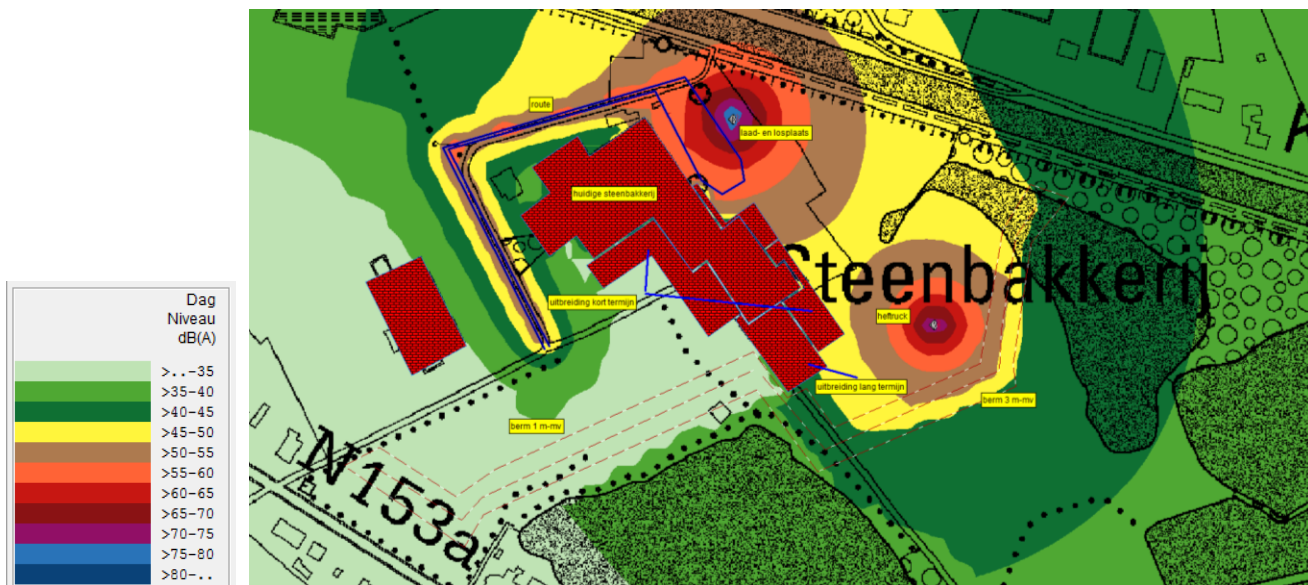 Dag
Niveau
dB(A)
>..-35
>35-40
>40-45
>45-50
>50-55
>55-60
>60-65
>65-70
>70-75
>75-80
>80-..
route
laad- en losplaats
huidige steenbakkerij
Steenbakkerij
uitbreiding kort termijn
heftruck
uitbreiding lang termijn
berm 3 m-mv
berm 1 m-mv
N153a